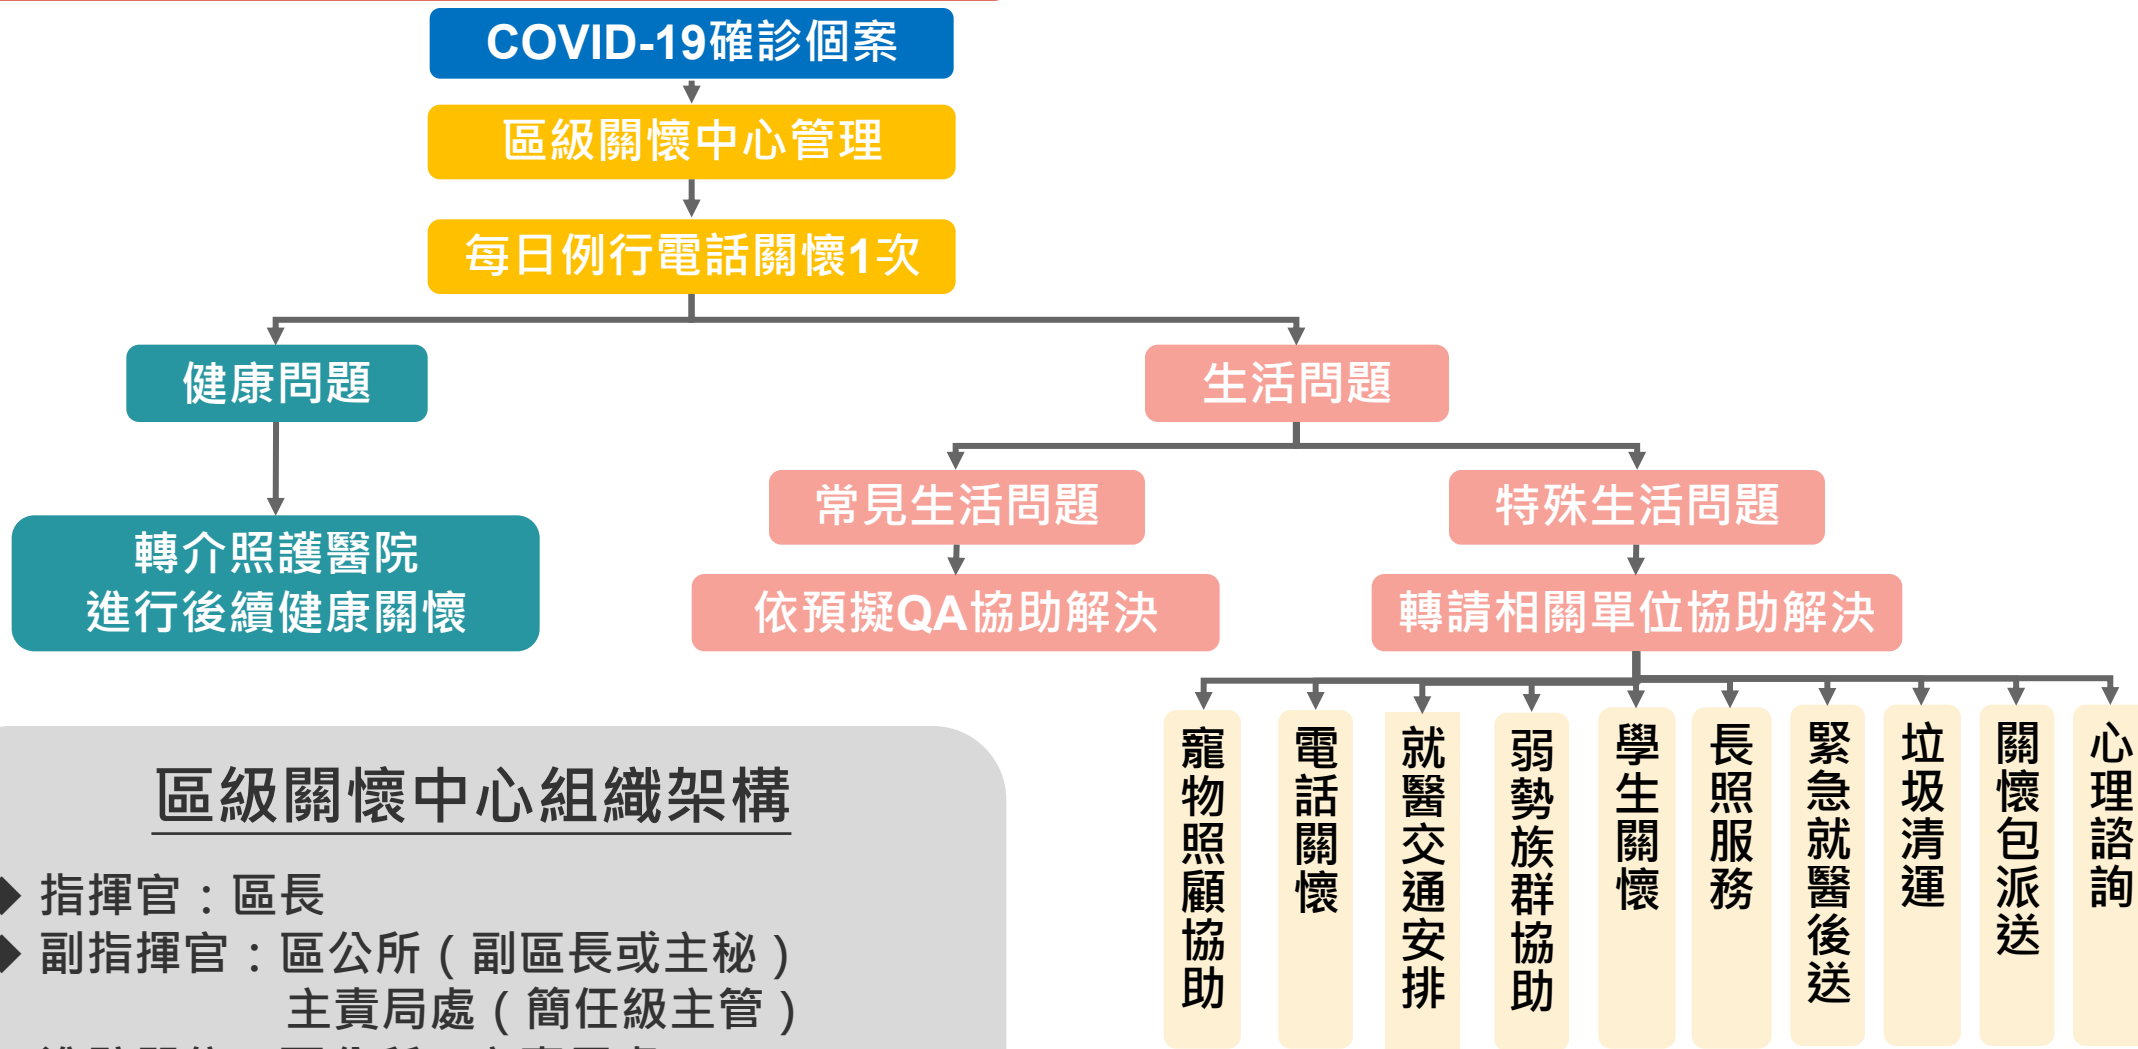 COVID-19確診個案
區級關懷中心管理
每日例行電話關懷1次
健康問題
生活問題
常見生活問題
特殊生活問題
轉介照護醫院
進行後續健康關懷
依預擬QA協助解決
轉請相關單位協助解決
寵物照顧協助
電話關懷
就醫交通安排
弱勢族群協助
學生關懷
長照服務
緊急就醫後送
垃圾清運
關懷包派送
心理諮詢
區級關懷中心組織架構
指揮官：區長
副指揮官：區公所（副區長或主秘）
主責局處（簡任級主管）